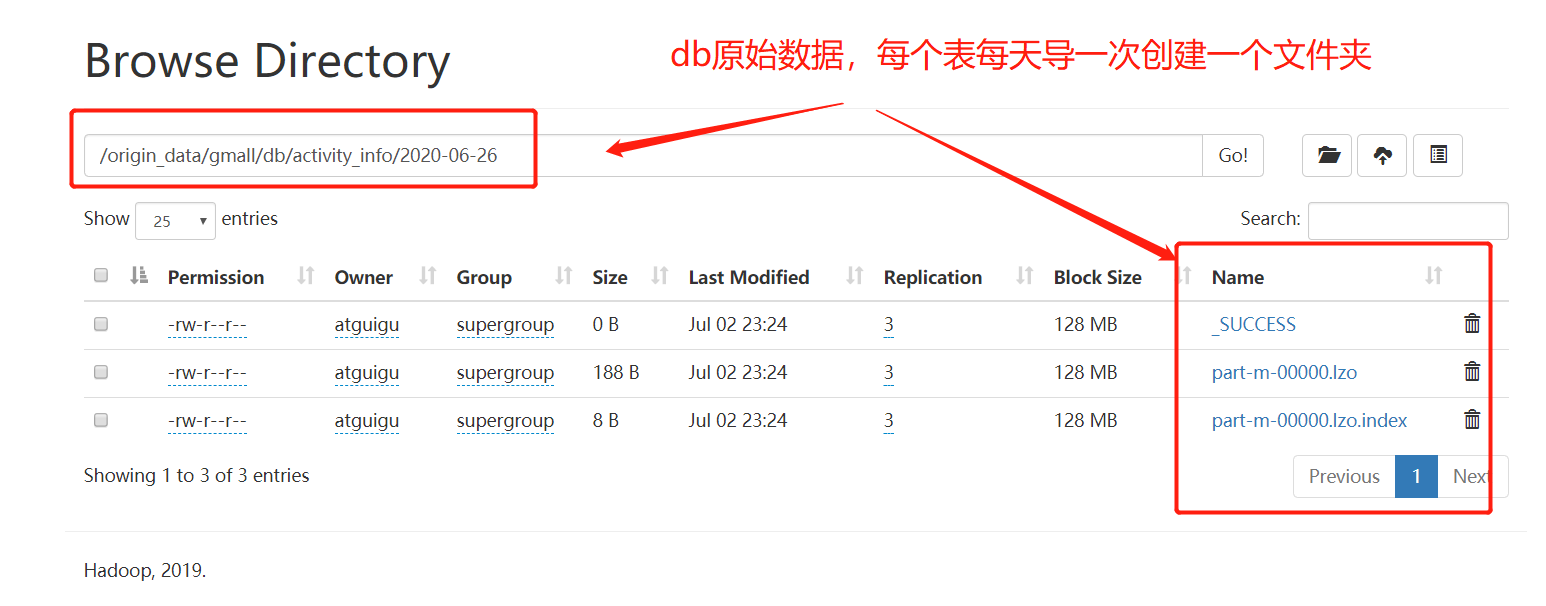 Browse Directory
db原始数据，每个表每天导一次创建一个文件夹
/origin_data/gmall/db/activity_info/2020-06-26 Go!
Show 25 entries Search:
Permission Owner Group Size Last Modified Replication Block Size Name
-rw-r--r-- atguigu supergroup 0 B Jul 02 23:24 3 128 MB _SUCCESS
-rw-r--r-- atguigu supergroup 188 B Jul 02 23:24 3 128 MB part-m-00000.lzo
-rw-r--r-- atguigu supergroup 8 B Jul 02 23:24 3 128 MB part-m-00000.lzo.index
Showing 1 to 3 of 3 entries Previous 1 Next
Hadoop, 2019.